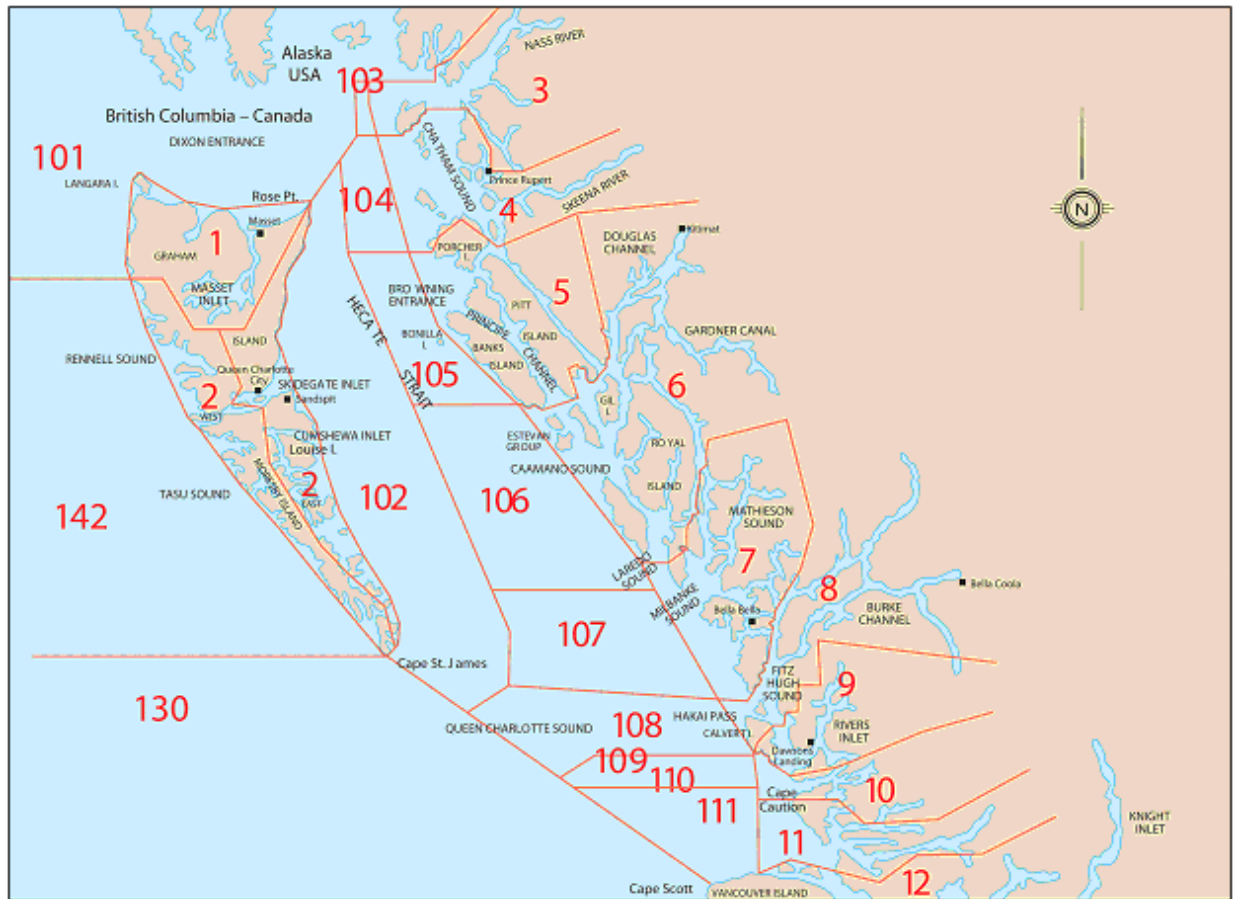 NASS RIVER
Alaska
USA
103
3
British Columbia – Canada
DIXON ENTRANCE
101
LANGARA I.
CHATHAM SOUND
Prince Rupert
Rose Pt.
104
4
SKEENA RIVER
N
Masset
1
GRAHAM
PORCHER
I.
DOUGLAS
CHANNEL
Kitimat
MASSET
INLET
BRO WNING
ENTRANCE
5
PITT
ISLAND
HECA TE
STRAIT
PRINCIPE
CHANNEL
BONILLA
I.
BANKS
ISLAND
GARDNER CANAL
ISLAND
RENNELL SOUND
Queen Charlotte
City
SKIDEGATE INLET
Sandspit
105
6
2
WEST
GIL
I.
CUMSHEWA INLET
Louise I.
ESTEVAN
GROUP
RO YAL
ISLAND
CAAMANO SOUND
MORESBY ISLAND
2
EAST
TASU SOUND
102
106
142
MATHIESON
SOUND
7
LAREDO
SOUND
MILBANKE
SOUND
8
Bella Coola
Bella Bella
BURKE
CHANNEL
107
Cape St. James
FITZ
HUGH
SOUND
9
130
QUEEN CHARLOTTE SOUND
108
HAKAI PASS
CALVERT I.
RIVERS
INLET
Dawsons
Landing
109
110
10
Cape
Caution
111
11
KNIGHT
INLET
12
Cape Scott
VANCOUVER ISLAND